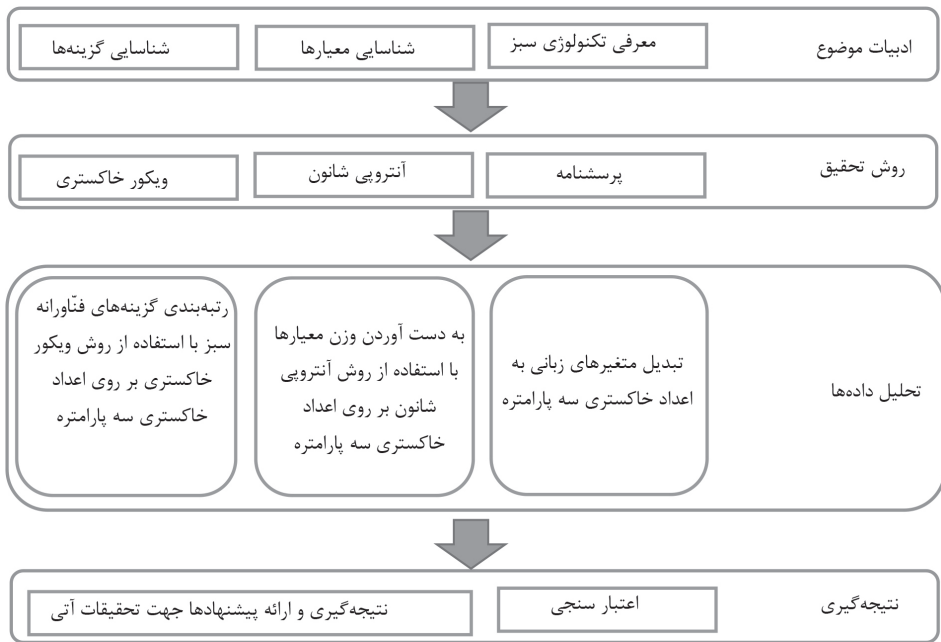 ادبیات موضوع
معرفی تکنولوژی سبز
شناسایی معیارها
شناسایی گزینه‌ها
روش تحقیق
پرسشنامه
آنتروپی شانون
ویکور خاکستری
تحلیل داده‌ها
تبدیل متغیرهای زبانی به
اعداد خاکستری سه پارامتره
به دست آوردن وزن معیارها
با استفاده از روش آنتروپی
شانون بر روی اعداد
خاکستری سه پارامتره
رتبه‌بندی گزینه‌های فنّاورانه
سبز با استفاده از روش ویکور
خاکستری بر روی اعداد
خاکستری سه پارامتره
نتیجه‌گیری
اعتبار سنجی
نتیجه‌گیری و ارائه پیشنهادها جهت تحقیقات آتی